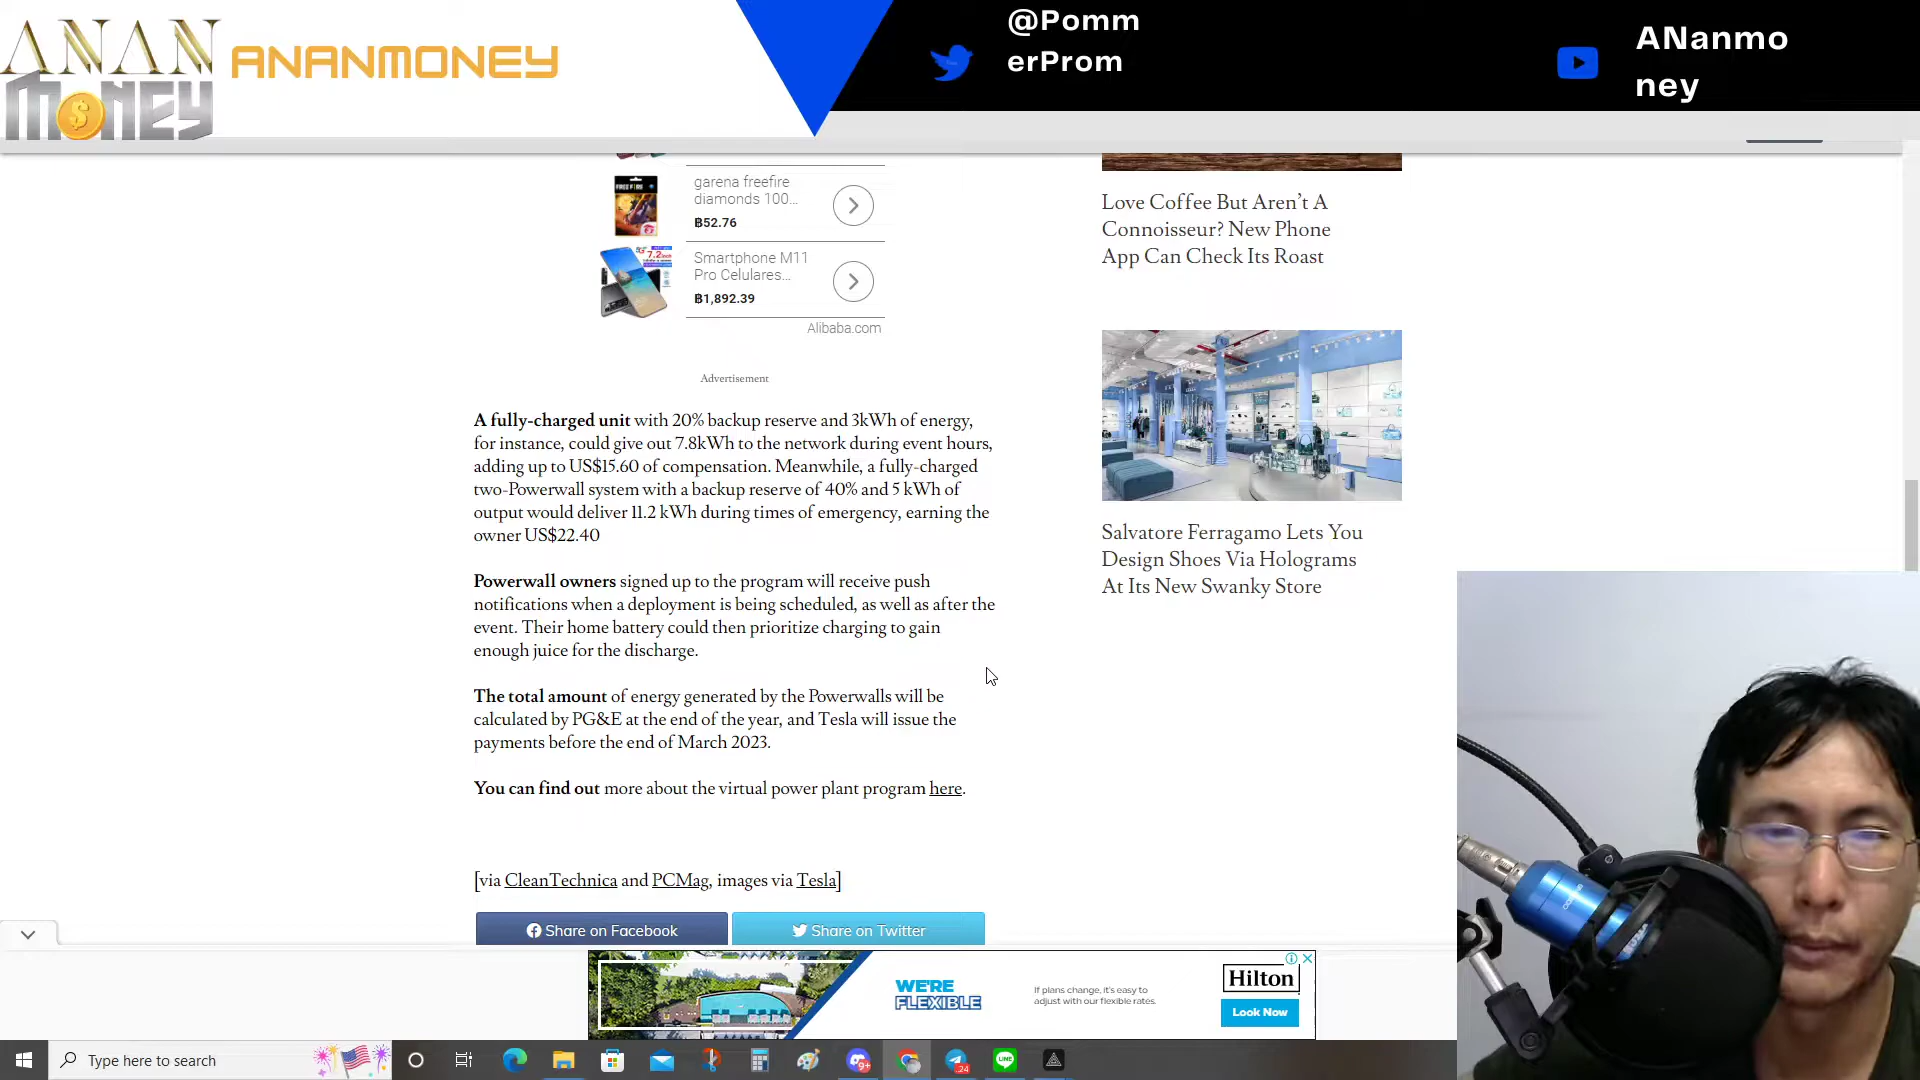 ANAN
MONEY
ANANMONEY
@Pomm
erProm
ANanmo
ney
garena freefire
diamonds 100...
฿52.76
Smartphone M11
Pro Celulares...
฿1,892.39
Alibaba.com
Advertisement
A fully-charged unit with 20% backup reserve and 3kWh of energy,
for instance, could give out 7.8kWh to the network during event hours,
adding up to US$15.60 of compensation. Meanwhile, a fully-charged
two-Powerwall system with a backup reserve of 40% and 5 kWh of
output would deliver 11.2 kWh during times of emergency, earning the
owner US$22.40
Powerwall owners signed up to the program will receive push
notifications when a deployment is being scheduled, as well as after the
event. Their home battery could then prioritize charging to gain
enough juice for the discharge.
The total amount of energy generated by the Powerwalls will be
calculated by PG&E at the end of the year, and Tesla will issue the
payments before the end of March 2023.
You can find out more about the virtual power plant program here.
[via CleanTechnica and PCMag, images via Tesla]
Share on Facebook
Share on Twitter
Love Coffee But Aren't A
Connoisseur? New Phone
App Can Check Its Roast
Salvatore Ferragamo Lets You
Design Shoes Via Holograms
At Its New Swanky Store
WE'RE
FLEXIBLE
If plans change, it's easy to
adjust with our flexible rates.
Hilton
Look Now
Type here to search
9+
24
LINE